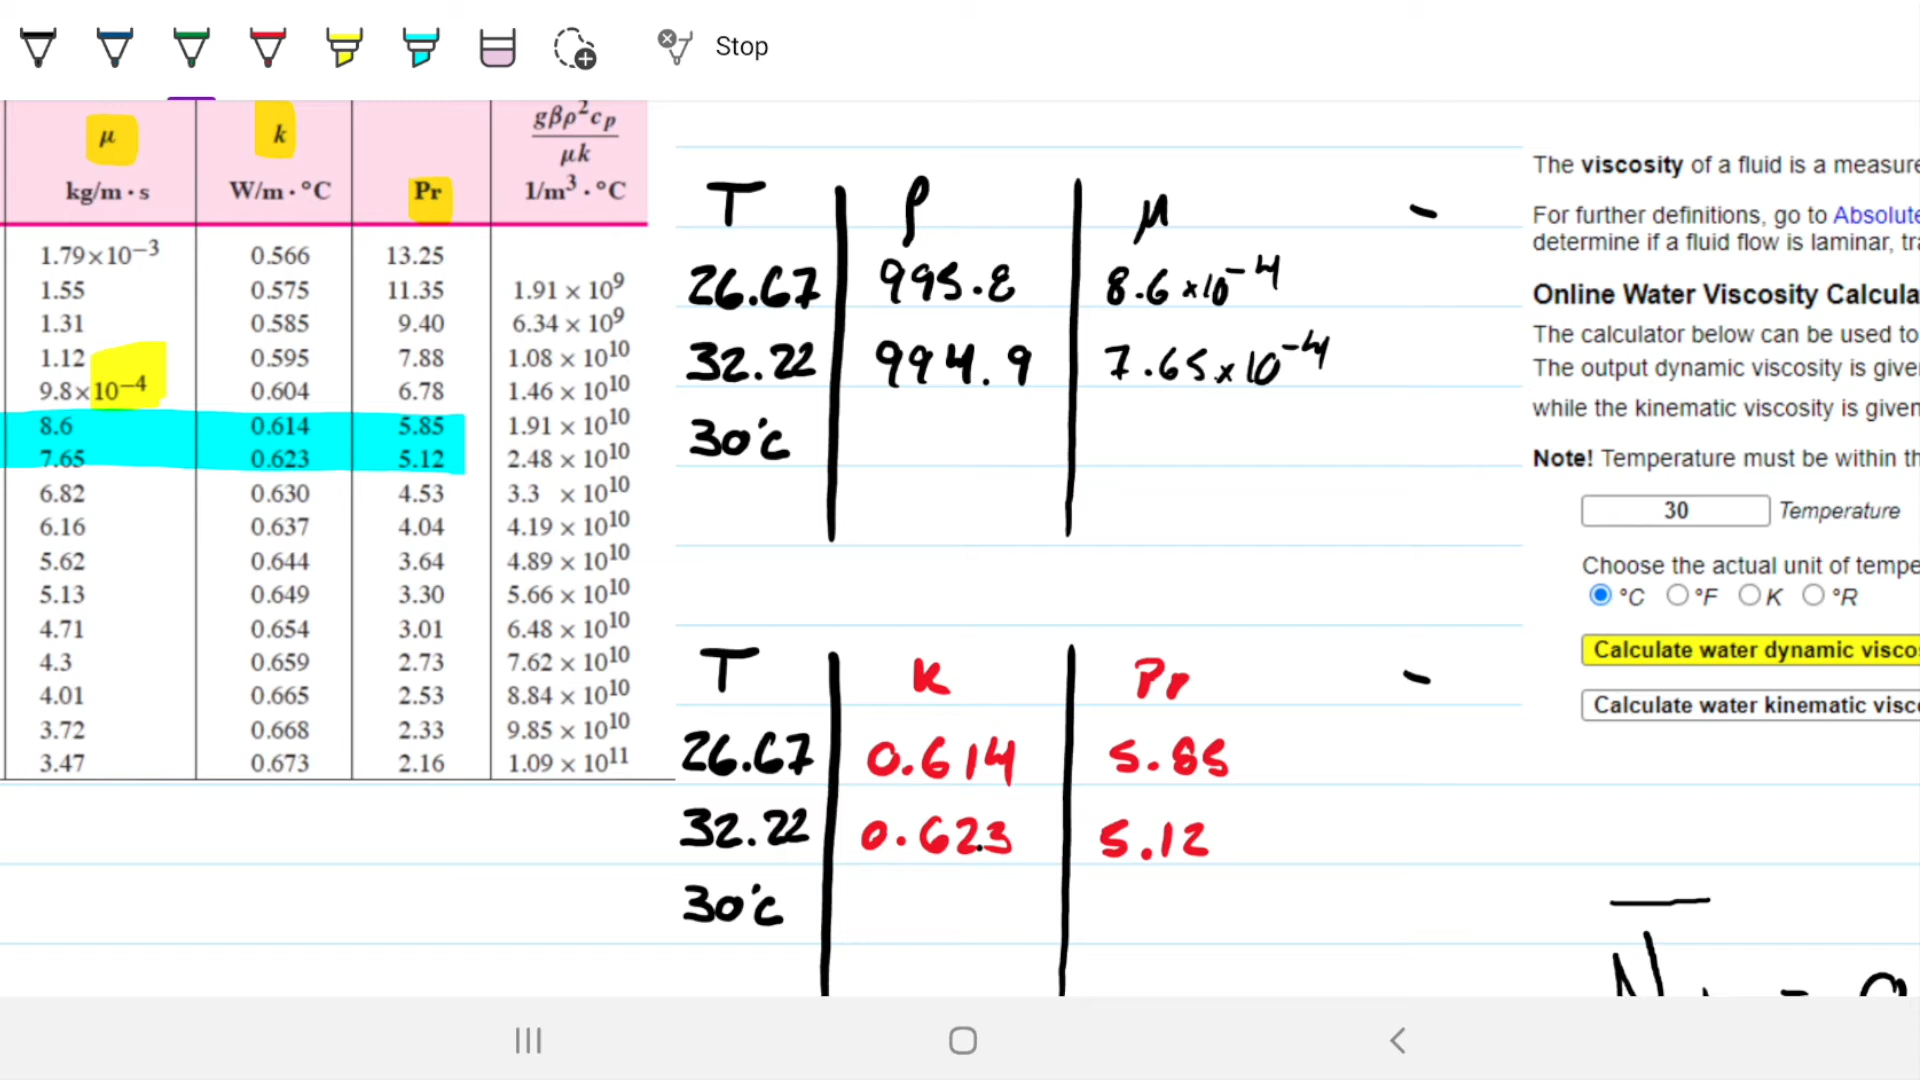 Stop
μ
kg/m · s
k
W/m · °C
Pr
gβρ²cp
μk
1/m³ · °C
1.79×10⁻³ 0.566 13.25
1.55 0.575 11.35 1.91 × 10⁹
1.31 0.585 9.40 6.34 × 10⁹
1.12 0.595 7.88 1.08 × 10¹⁰
9.8×10⁻⁴ 0.604 6.78 1.46 × 10¹⁰
8.6 0.614 5.85 1.91 × 10¹⁰
7.65 0.623 5.12 2.48 × 10¹⁰
6.82 0.630 4.53 3.3 × 10¹⁰
6.16 0.637 4.04 4.19 × 10¹⁰
5.62 0.644 3.64 4.89 × 10¹⁰
5.13 0.649 3.30 5.66 × 10¹⁰
4.71 0.654 3.01 6.48 × 10¹⁰
4.3 0.659 2.73 7.62 × 10¹⁰
4.01 0.665 2.53 8.84 × 10¹⁰
3.72 0.668 2.33 9.85 × 10¹⁰
3.47 0.673 2.16 1.09 × 10¹¹
T ρ μ -
26.67 995.8 8.6×10⁻⁴
32.22 994.9 7.65×10⁻⁴
30°C
T K Pr -
26.67 0.614 5.85
32.22 0.623 5.12
30°C
The viscosity of a fluid is a measure
For further definitions, go to Absolute
determine if a fluid flow is laminar,
Online Water Viscosity
The calculator below can be used to
The output dynamic viscosity is
while the kinematic viscosity is given
Note! Temperature must be within
30 Temperature
Choose the actual unit of
°C °F K °R
Calculate water dynamic
Calculate water kinematic